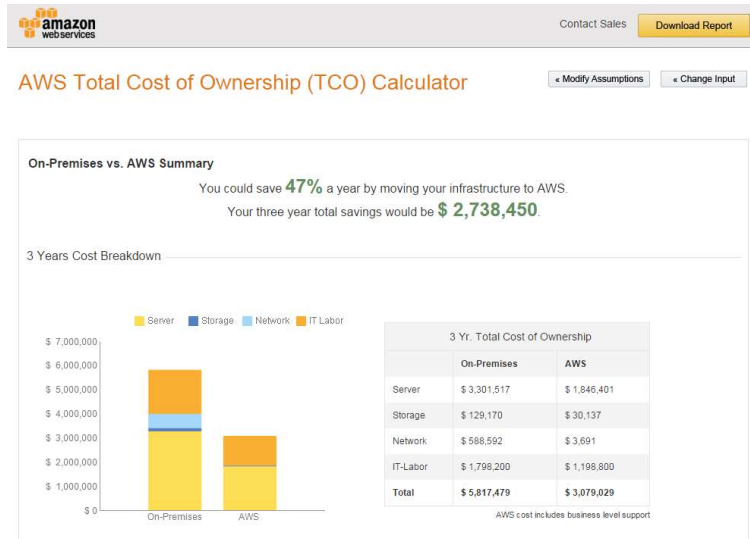 amazon
webservices
Contact Sales
Download Report
AWS Total Cost of Ownership (TCO) Calculator
« Modify Assumptions
« Change Input
On-Premises vs. AWS Summary
You could save 47% a year by moving your infrastructure to AWS.
Your three year total savings would be $ 2,738,450.
3 Years Cost Breakdown
Server Storage Network IT Labor
$ 7,000,000
$ 6,000,000
$ 5,000,000
$ 4,000,000
$ 3,000,000
$ 2,000,000
$ 1,000,000
$ 0
On-Premises AWS
3 Yr. Total Cost of Ownership
On-Premises AWS
Server $ 3,301,517 $ 1,846,401
Storage $ 129,170 $ 30,137
Network $ 588,592 $ 3,691
IT-Labor $ 1,798,200 $ 1,198,800
Total $ 5,817,479 $ 3,079,029
AWS cost includes business level support